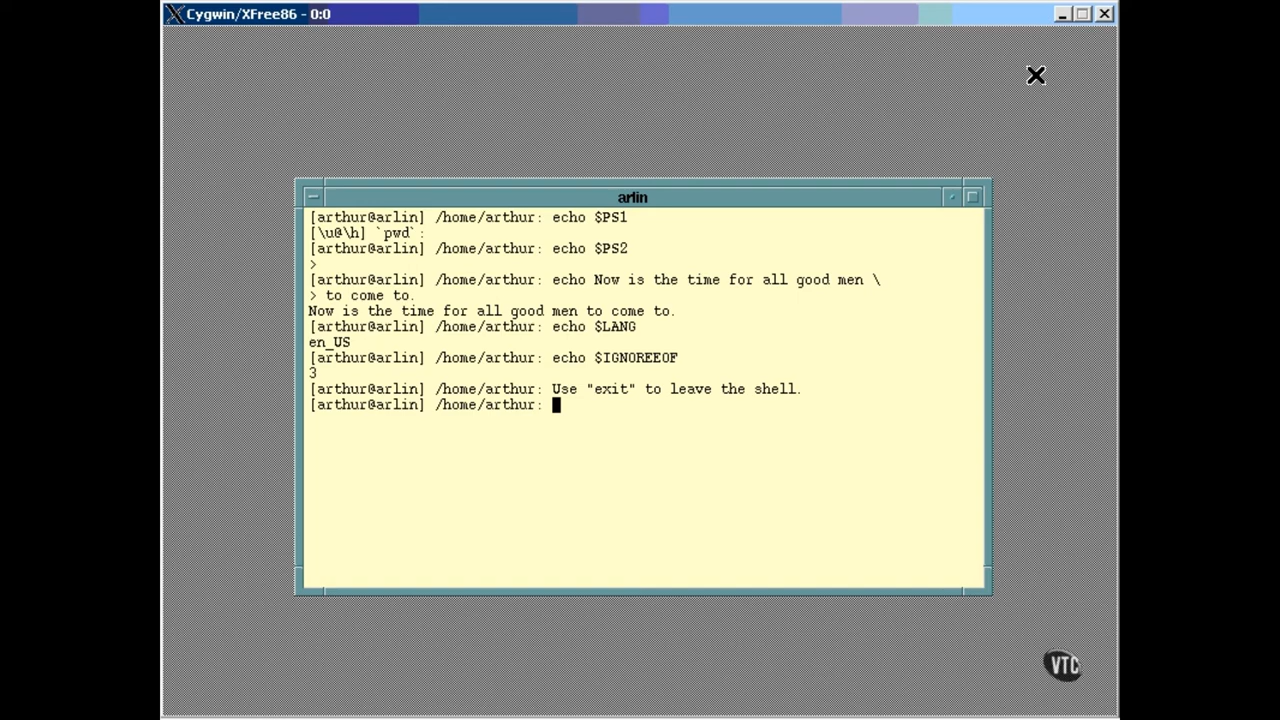 Cygwin/XFree86 - 0:0
arlin
[arthur@arlin] /home/arthur: echo $PS1
[\u@\h] `pwd`:
[arthur@arlin] /home/arthur: echo $PS2
>
[arthur@arlin] /home/arthur: echo Now is the time for all good men \
> to come to.
Now is the time for all good men to come to.
[arthur@arlin] /home/arthur: echo $LANG
en_US
[arthur@arlin] /home/arthur: echo $IGNOREEOF
3
[arthur@arlin] /home/arthur: Use "exit" to leave the shell.
[arthur@arlin] /home/arthur:
VTC